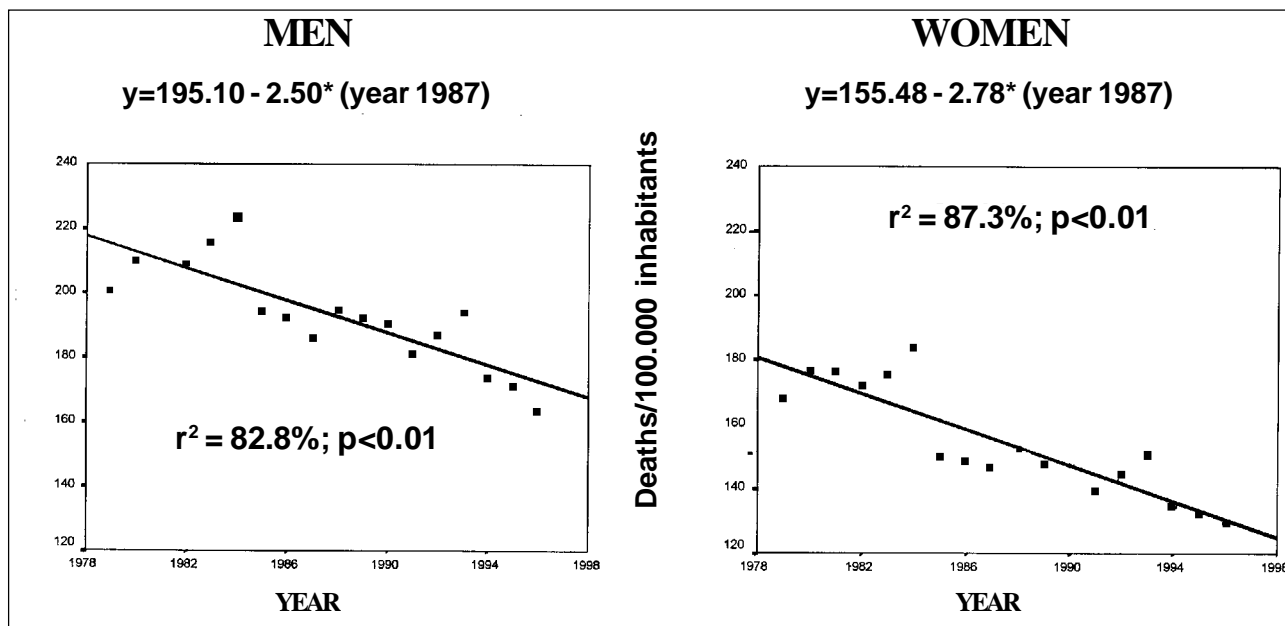 MEN
y=195.10 - 2.50* (year 1987)
240
220
200
180
160
140
120
r² = 82.8%; p<0.01
1978
1982
1986
1990
1994
1998
YEAR
Deaths/100.000 inhabitants
WOMEN
y=155.48 - 2.78* (year 1987)
240
220
200
180
150
140
120
r² = 87.3%; p<0.01
1978
1982
1986
1990
1994
1996
YEAR